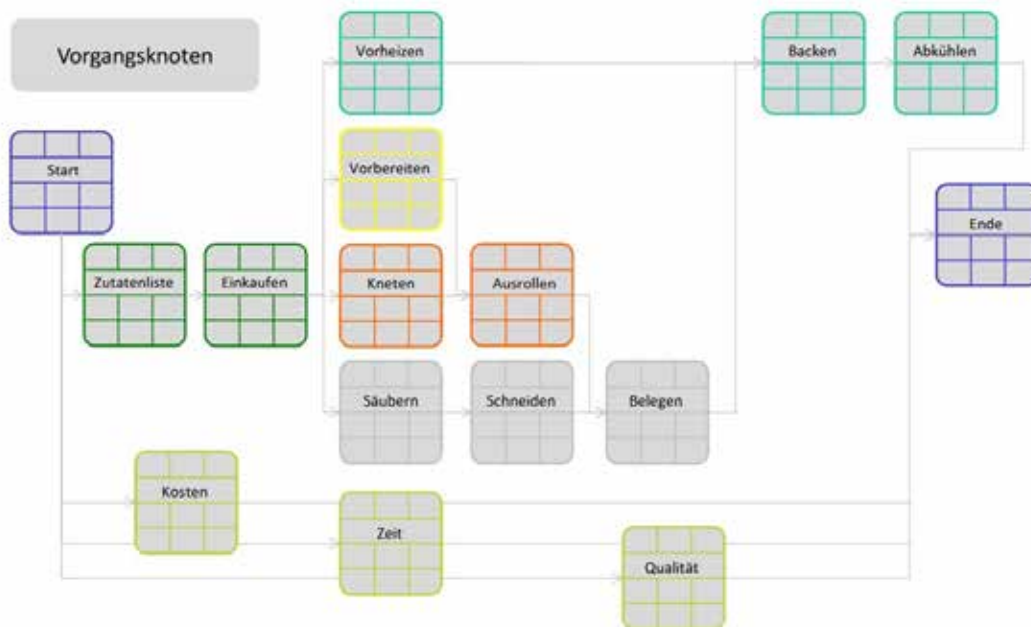 Vorgangsknoten
Vorheizen
Backen
Abkühlen
Start
Vorbereiten
Ende
Zutatenliste
Einkaufen
Kneten
Ausrollen
Säubern
Schneiden
Belegen
Kosten
Zeit
Qualität